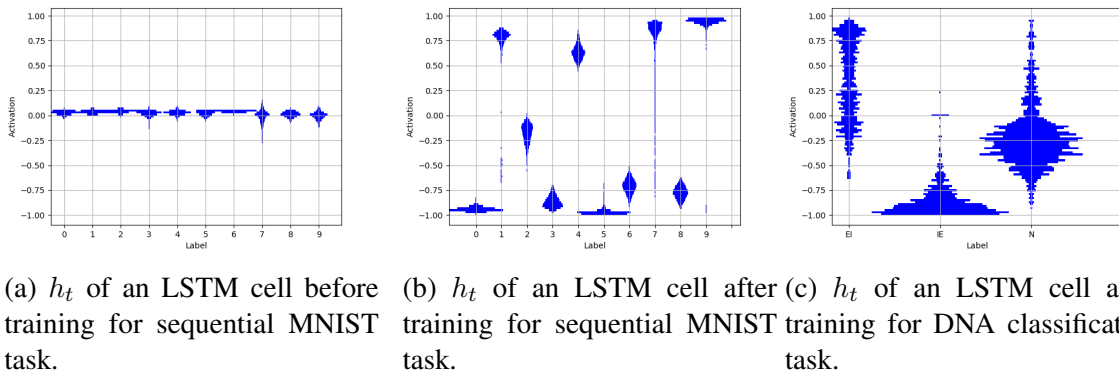 1.00
0.75
0.50
0.25
0.00
−0.25
−0.50
−0.75
−1.00
Activation
0 1 2 3 4 5 6 7 8 9
Label
1.00
0.75
0.50
0.25
0.00
−0.25
−0.50
−0.75
−1.00
Activation
0 1 2 3 4 5 6 7 8 9
Label
1.00
0.75
0.50
0.25
0.00
−0.25
−0.50
−0.75
−1.00
Activation
EI IE N
Label
(a) h_t of an LSTM cell before
training for sequential MNIST
task.
(b) h_t of an LSTM cell after
training for sequential MNIST
task.
(c) h_t of an LSTM cell a
training for DNA classificat
task.